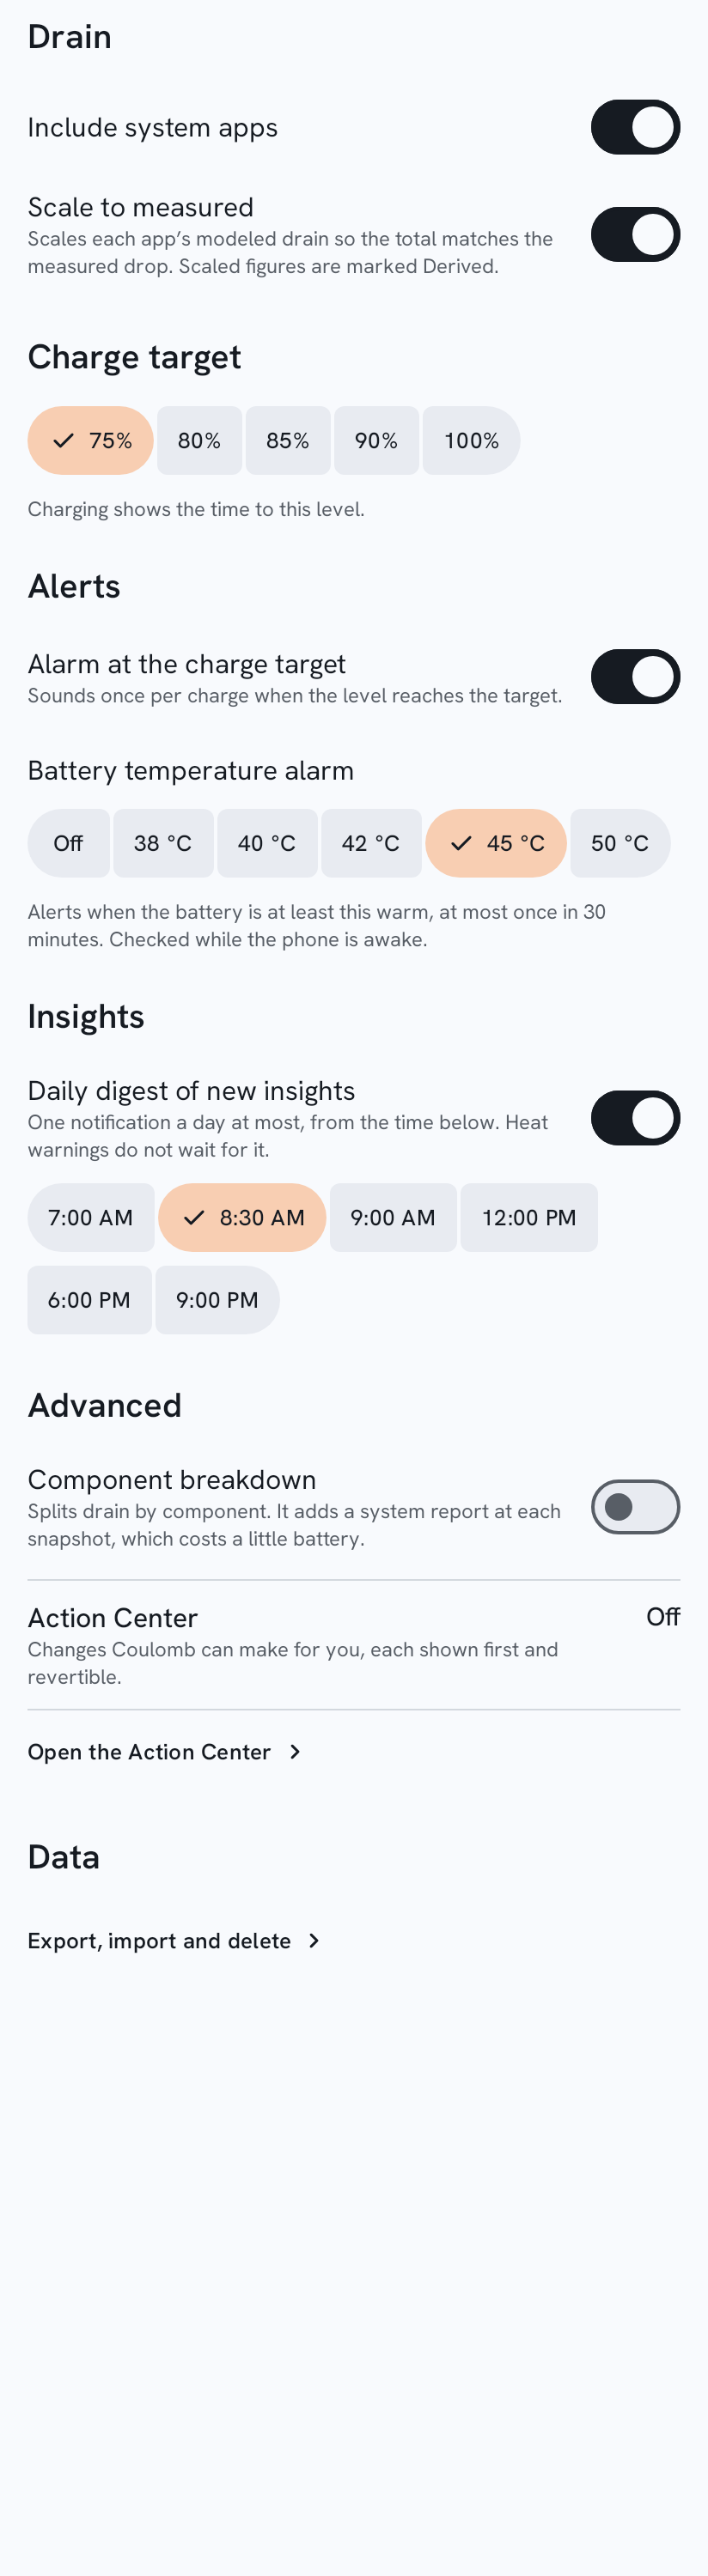 Drain
Include system apps
Scale to measured
Scales each app’s modeled drain so the total matches the
measured drop. Scaled figures are marked Derived.
Charge target
75% 80% 85% 90% 100%
Charging shows the time to this level.
Alerts
Alarm at the charge target
Sounds once per charge when the level reaches the target.
Battery temperature alarm
Off 38 °C 40 °C 42 °C 45 °C 50 °C
Alerts when the battery is at least this warm, at most once in 30
minutes. Checked while the phone is awake.
Insights
Daily digest of new insights
One notification a day at most, from the time below. Heat
warnings do not wait for it.
7:00 AM 8:30 AM 9:00 AM 12:00 PM
6:00 PM 9:00 PM
Advanced
Component breakdown
Splits drain by component. It adds a system report at each
snapshot, which costs a little battery.
Action Center Off
Changes Coulomb can make for you, each shown first and
revertible.
Open the Action Center
Data
Export, import and delete